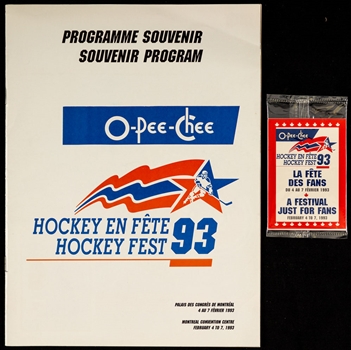 PROGRAMME SOUVENIR
SOUVENIR PROGRAM
O-Pee-Chee
HOCKEY EN FÊTE
HOCKEY FEST 93
PALAIS DES CONGRÈS DE MONTRÉAL
4 AU 7 FÉVRIER 1993
MONTREAL CONVENTION CENTRE
FEBRUARY 4 TO 7, 1993
O-Pee-Chee
HOCKEY EN FÊTE
HOCKEY FEST 93
LA FÊTE
DES FANS
DU 4 AU 7 FÉVRIER 1993
A FESTIVAL
JUST FOR FANS
FEBRUARY 4 TO 7, 1993